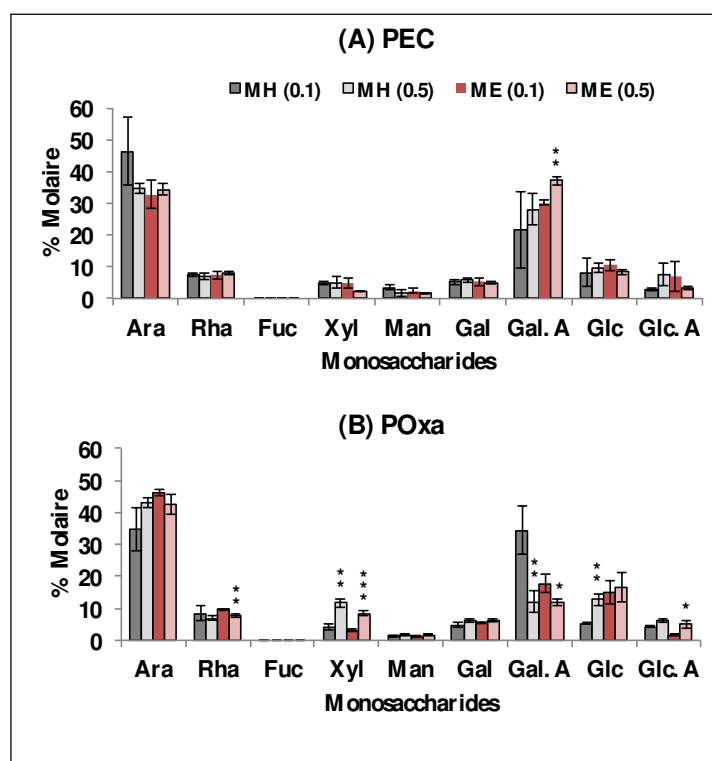 (A) PEC
MH (0.1) MH (0.5) ME (0.1) ME (0.5)
60
50
40
30
20
10
0
% Molaire
**
Ara Rha Fuc Xyl Man Gal Gal. A Glc Glc. A
Monosaccharides
(B) POxa
60
50
40
30
20
10
0
% Molaire
** ** *** ** * ** *
Ara Rha Fuc Xyl Man Gal Gal. A Glc Glc. A
Monosaccharides